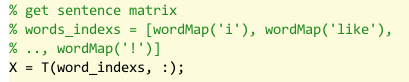 % get sentence matrix
% words_indexs = [wordMap('i'), wordMap('like'),
% .., wordMap('!')]
X = T(word_indexs, :);